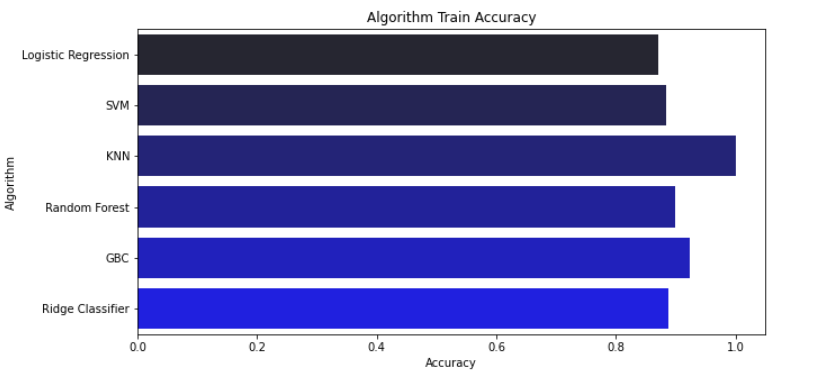 Algorithm Train Accuracy
Algorithm
Logistic Regression
SVM
KNN
Random Forest
GBC
Ridge Classifier
0.0 0.2 0.4 0.6 0.8 1.0
Accuracy